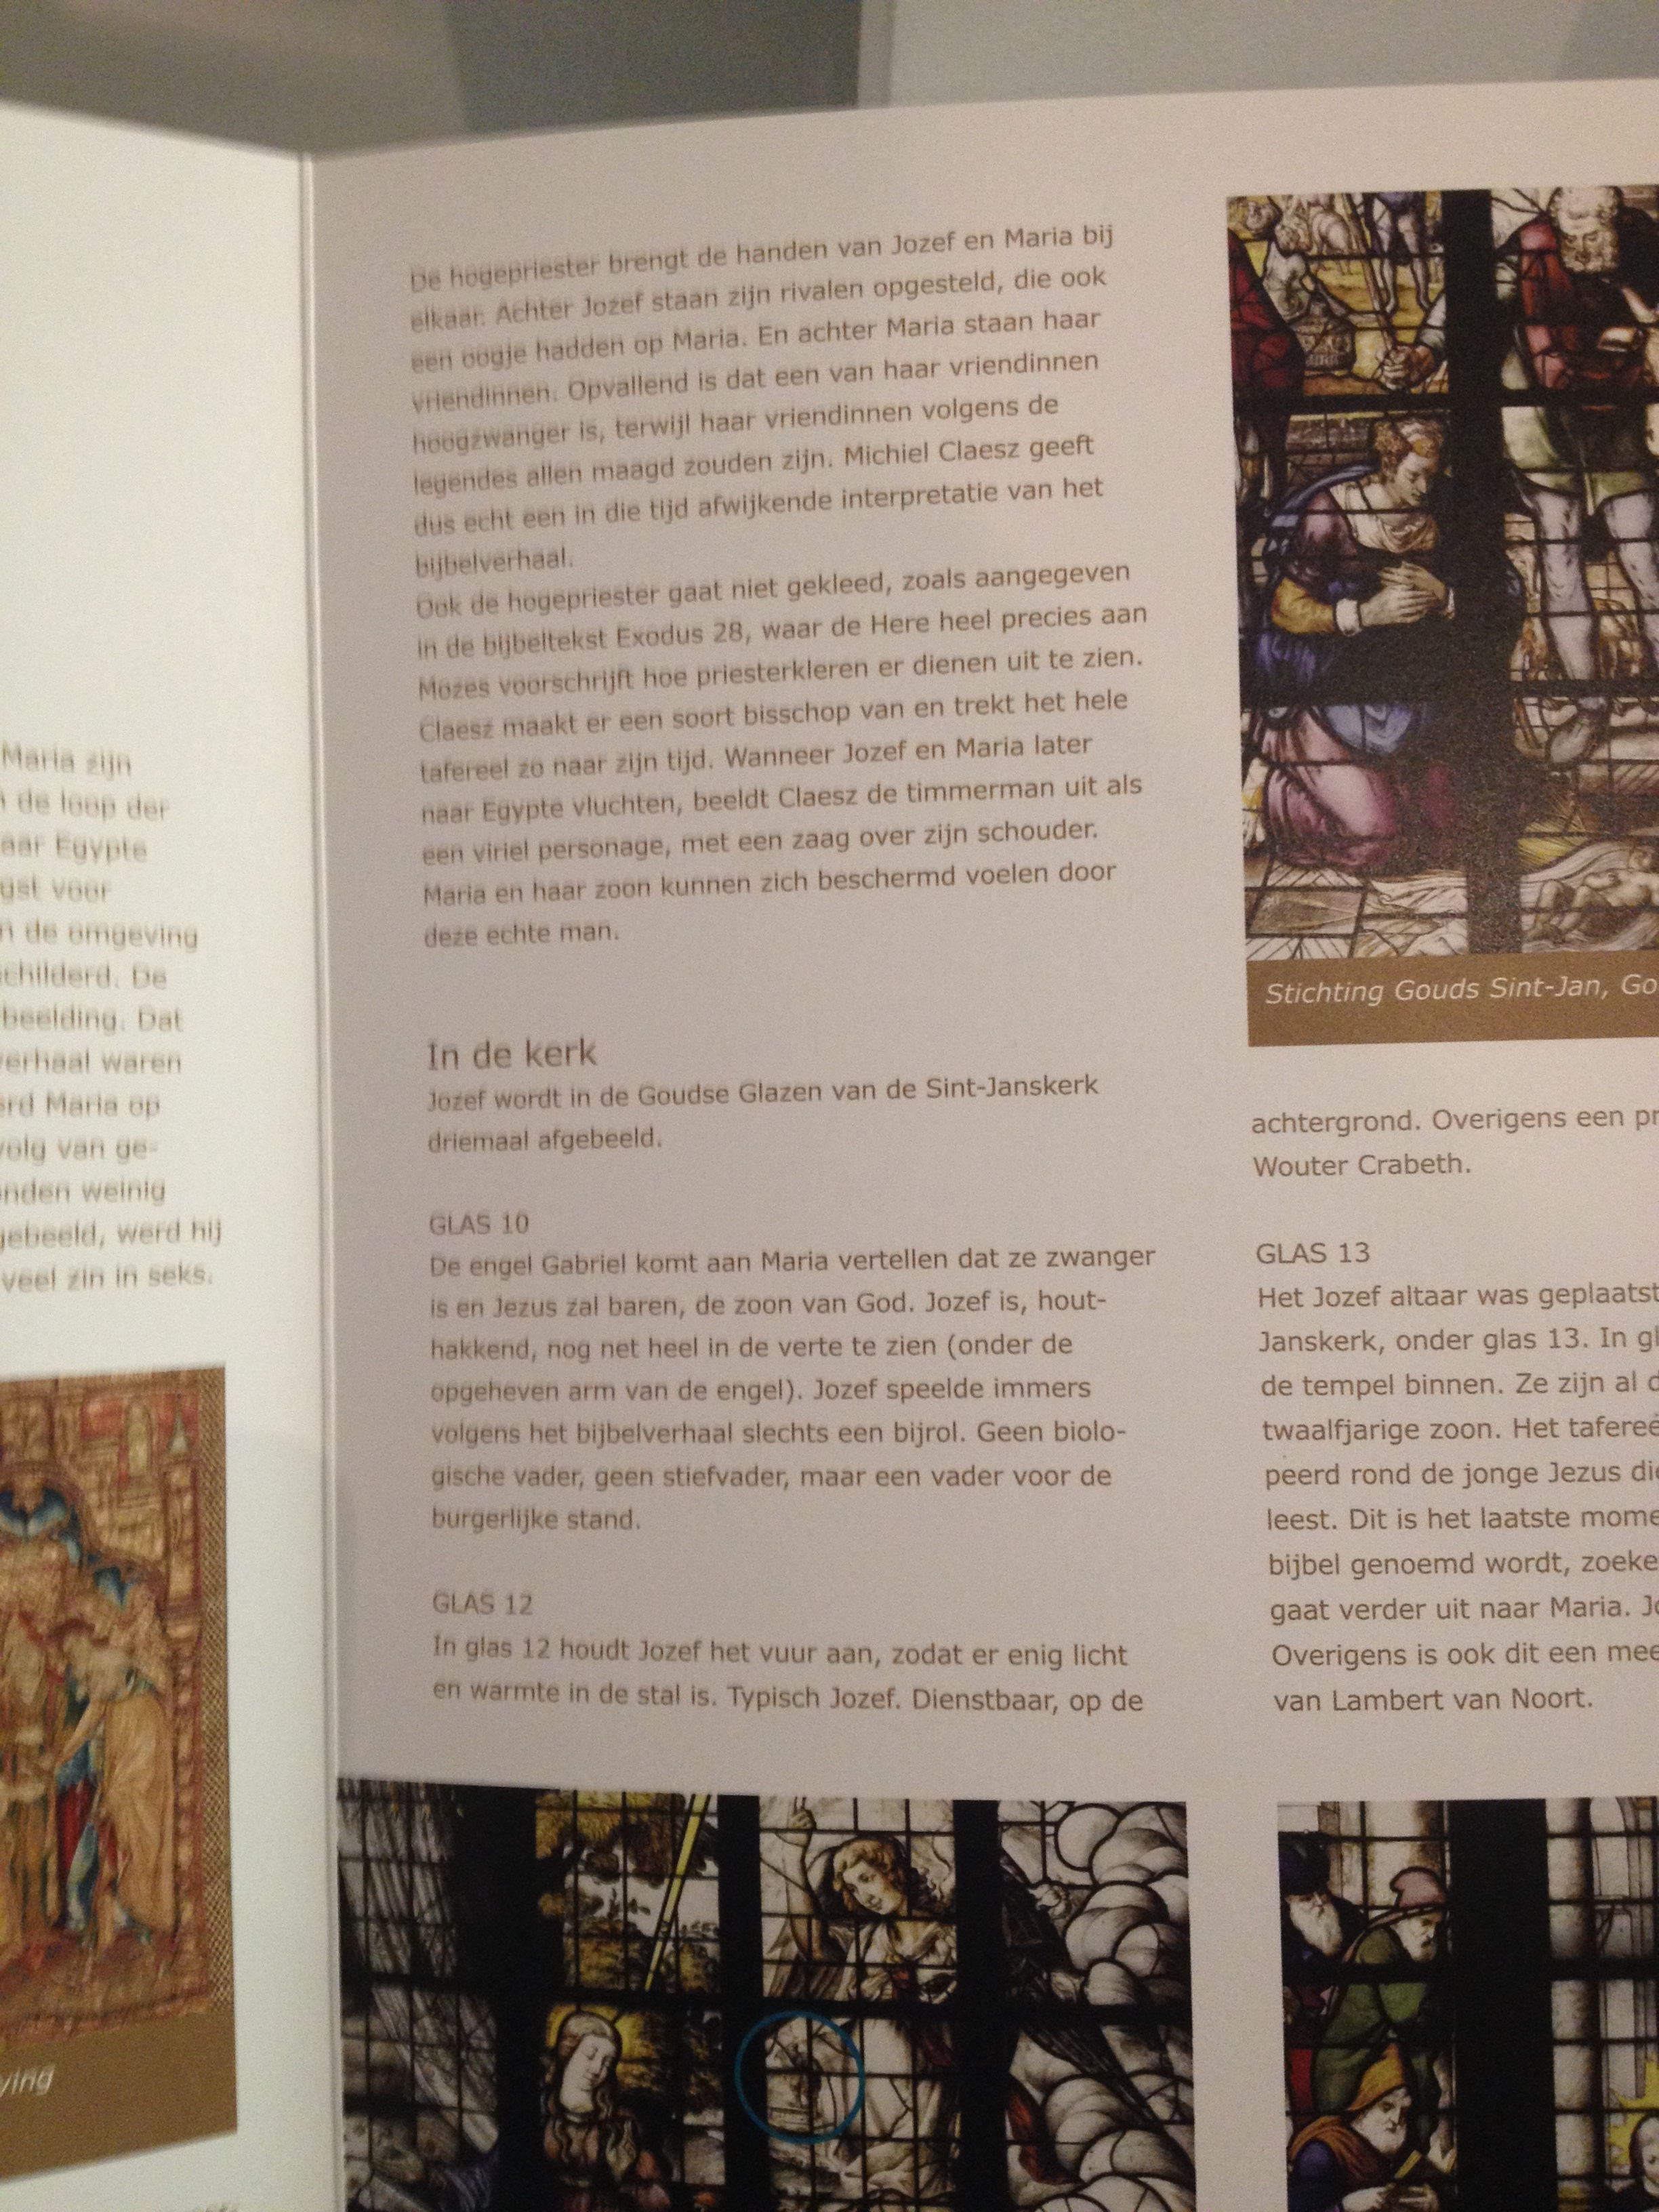 Maria zijn
de loop der
aar Egypte
voor
de omgeving
childerd. De
beelding. Dat
verhaal waren
erd Maria op
volg van ge-
nden weinig
gebeeld, werd hij
veel zin in seks.
ving
De hogepriester brengt de handen van Jozef en Maria bij
elkaar. Achter Jozef staan zijn rivalen opgesteld, die ook
een oogje hadden op Maria. En achter Maria staan haar
vriendinnen. Opvallend is dat een van haar vriendinnen
hoogzwanger is, terwijl haar vriendinnen volgens de
legendes allen maagd zouden zijn. Michiel Claesz geeft
dus echt een in die tijd afwijkende interpretatie van het
bijbelverhaal.
Ook de hogepriester gaat niet gekleed, zoals aangegeven
in de bijbeltekst Exodus 28, waar de Here heel precies aan
Mozes voorschrijft hoe priesterkleren er dienen uit te zien.
Claesz maakt er een soort bisschop van en trekt het hele
tafereel zo naar zijn tijd. Wanneer Jozef en Maria later
naar Egypte vluchten, beeldt Claesz de timmerman uit als
een viriel personage, met een zaag over zijn schouder.
Maria en haar zoon kunnen zich beschermd voelen door
deze echte man.
In de kerk
Jozef wordt in de Goudse Glazen van de Sint-Janskerk
driemaal afgebeeld.
GLAS 10
De engel Gabriel komt aan Maria vertellen dat ze zwanger
is en Jezus zal baren, de zoon van God. Jozef is, hout-
hakkend, nog net heel in de verte te zien (onder de
opgeheven arm van de engel). Jozef speelde immers
volgens het bijbelverhaal slechts een bijrol. Geen biolo-
gische vader, geen stiefvader, maar een vader voor de
burgerlijke stand.
GLAS 12
In glas 12 houdt Jozef het vuur aan, zodat er enig licht
en warmte in de stal is. Typisch Jozef. Dienstbaar, op de
Stichting Gouds Sint-Jan, Go
achtergrond. Overigens een pr
Wouter Crabeth.
GLAS 13
Het Jozef altaar was geplaatst
Janskerk, onder glas 13. In gl
de tempel binnen. Ze zijn al d
twaalfjarige zoon. Het tafereé
peerd rond de jonge Jezus die
leest. Dit is het laatste mome
bijbel genoemd wordt, zoeke
gaat verder uit naar Maria. Jo
Overigens is ook dit een mee
van Lambert van Noort.